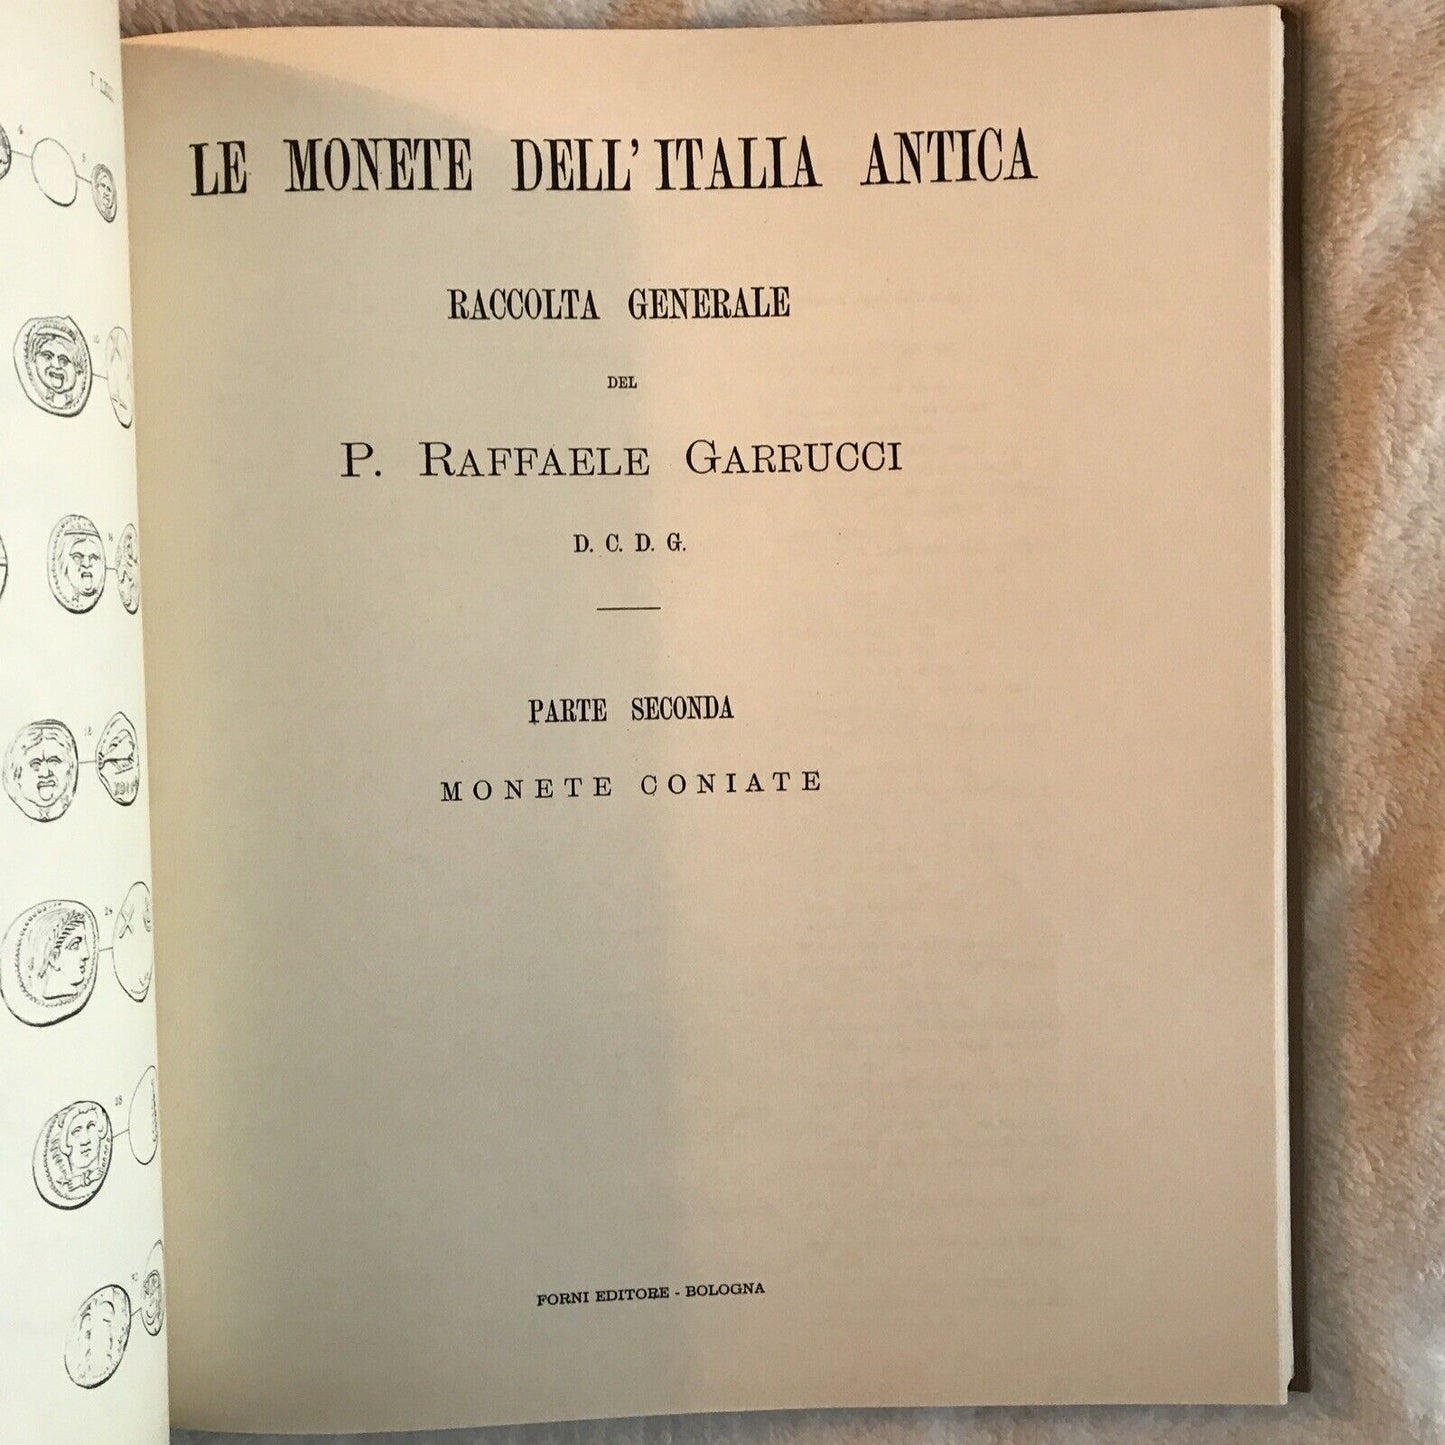 LE MONETE DELL'ITALIA ANTICA
RACCOLTA GENERALE
DEL
P. RAFFAELE GARRUCCI
D. C. D. G.
PARTE SECONDA
MONETE CONIATE
FORNI EDITORE - BOLOGNA